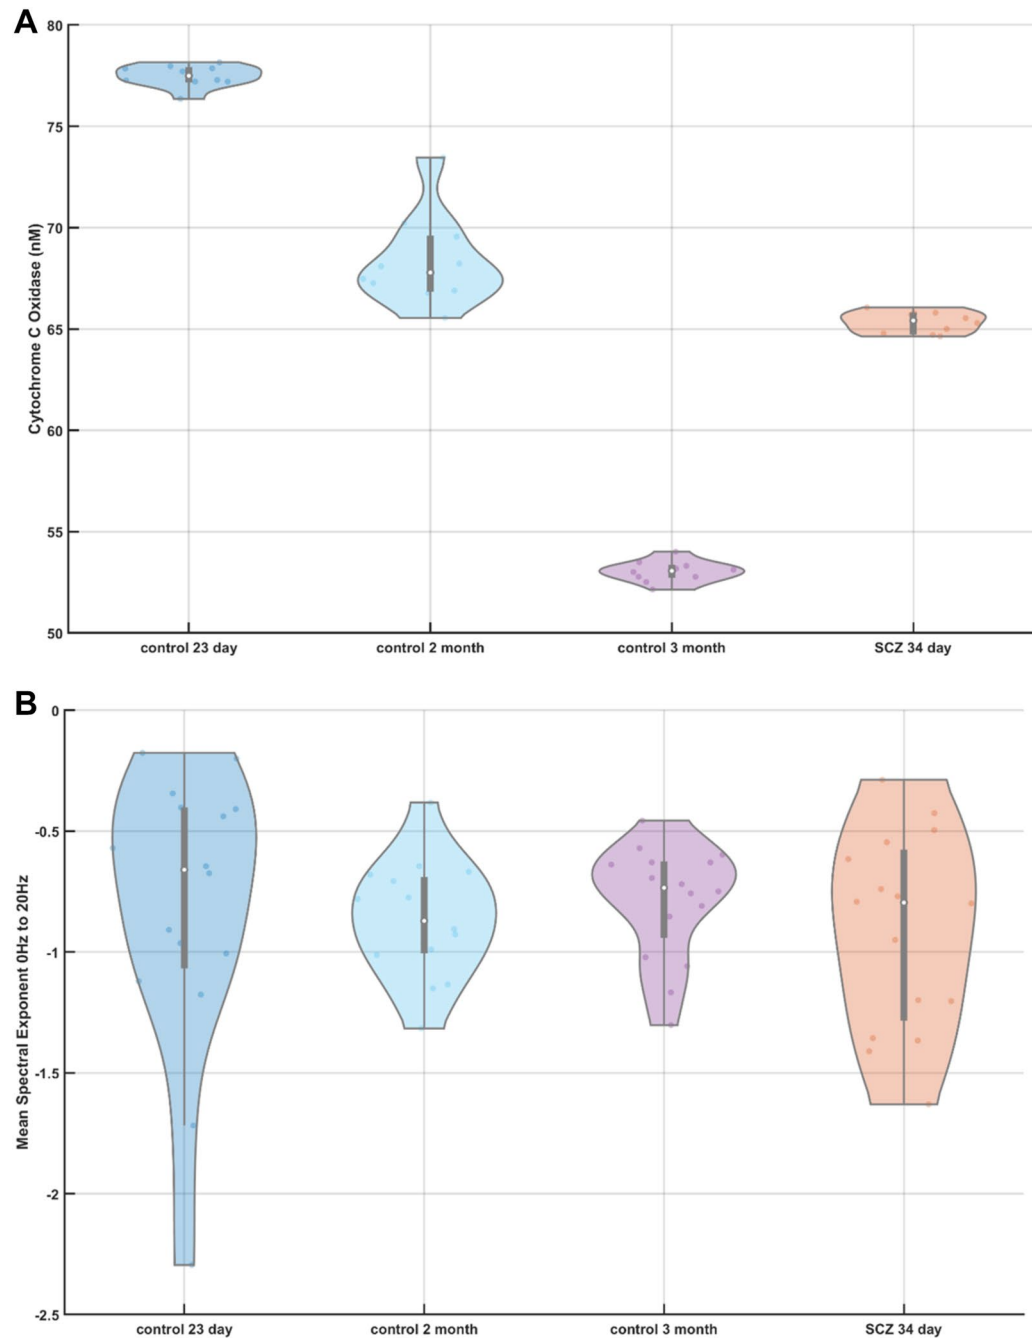 A
Cytochrome C Oxidase (nM)
80
75
70
65
60
55
50
control 23 day
control 2 month
control 3 month
SCZ 34 day
B
Mean Spectral Exponent 0Hz to 20Hz
0
-0.5
-1
-1.5
-2
-2.5
control 23 day
control 2 month
control 3 month
SCZ 34 day